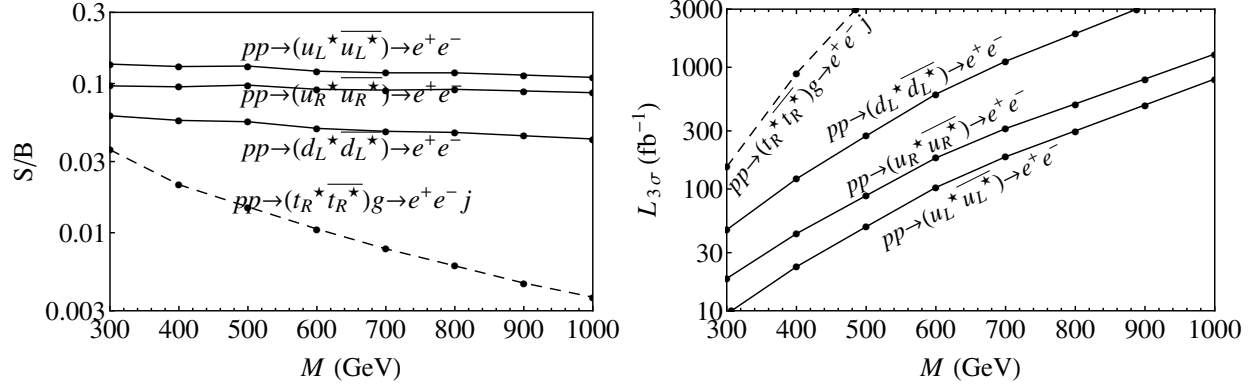 0.3
0.1
0.03
0.01
0.003
S/B
pp→(u_L★ \overline{u_L★})→e⁺e⁻
pp→(u_R★ \overline{u_R★})→e⁺e⁻
pp→(d_L★ \overline{d_L★})→e⁺e⁻
pp→(t_R★ \overline{t_R★})g→e⁺e⁻ j
300 400 500 600 700 800 900 1000
M (GeV)
3000
1000
300
100
30
10
L_{3σ} (fb⁻¹)
pp→(t_R★ \overline{t_R★})g→e⁺e⁻ j
pp→(d_L★ \overline{d_L★})→e⁺e⁻
pp→(u_R★ \overline{u_R★})→e⁺e⁻
pp→(u_L★ \overline{u_L★})→e⁺e⁻
300 400 500 600 700 800 900 1000
M (GeV)